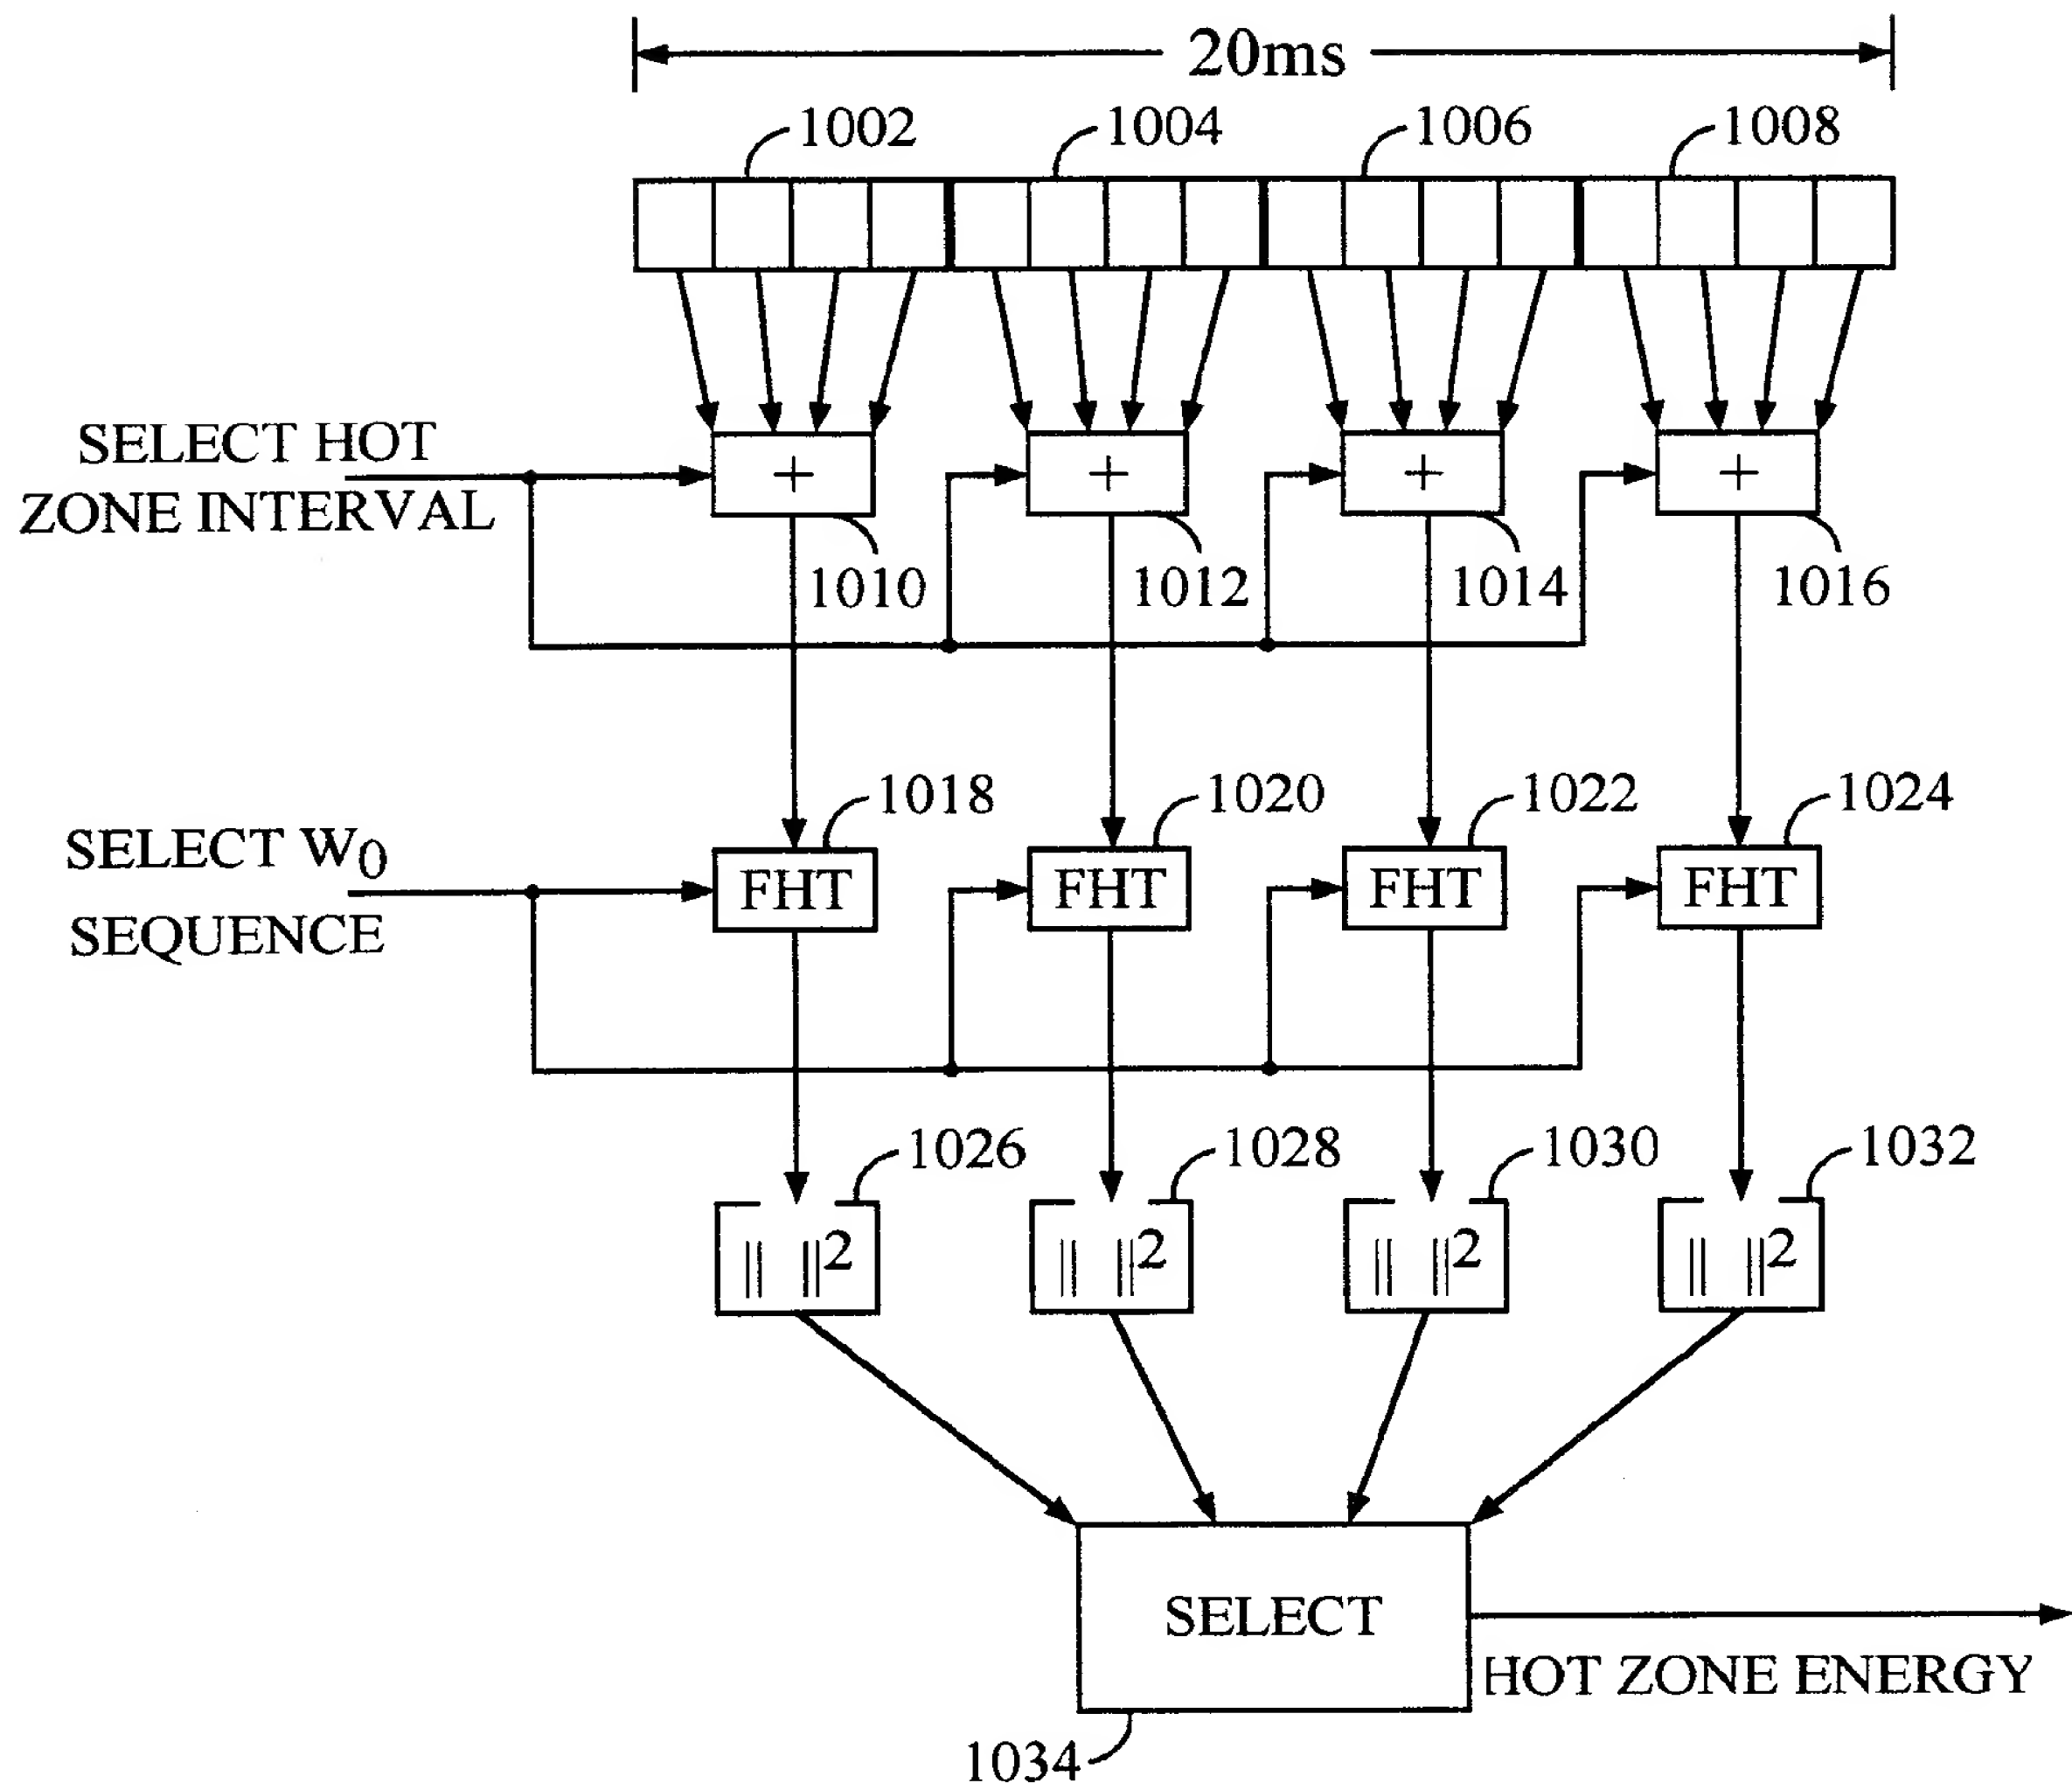 20ms
1002 1004 1006 1008
SELECT HOT
ZONE INTERVAL
+ + + +
1010 1012 1014 1016
1018 1020 1022 1024
SELECT W0
SEQUENCE
FHT FHT FHT FHT
1026 1028 1030 1032
|| ||2 || ||2 || ||2 || ||2
SELECT
HOT ZONE ENERGY
1034